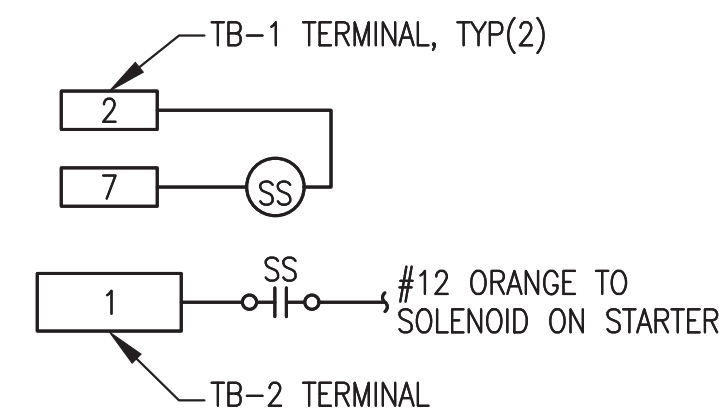 TB-1 TERMINAL, TYP(2)
2
7
SS
SS
1
#12 ORANGE TO
SOLENOID ON STARTER
TB-2 TERMINAL